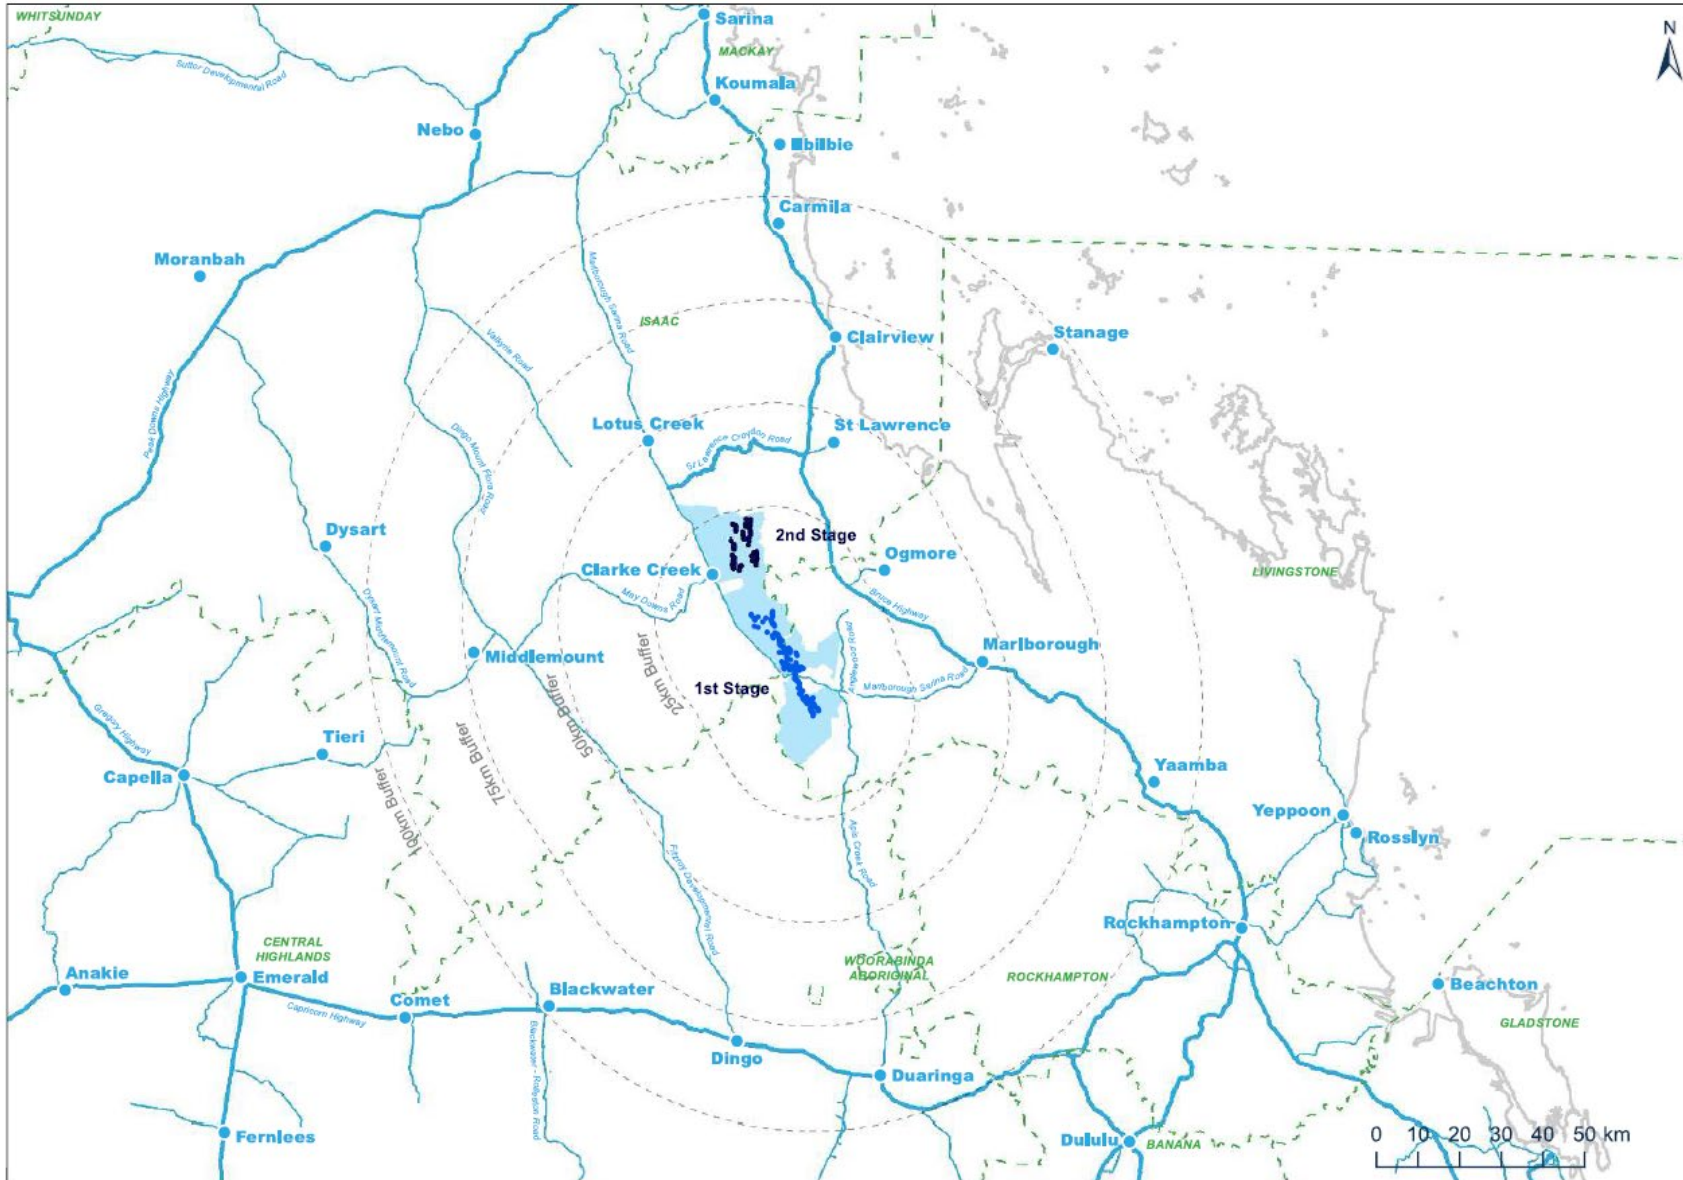 WHITSUNDAY
Sarina
N
MACKAY
Suttor Developmental Road
Koumala
Nebo
Ilbilbie
Carmila
Moranbah
Marlborough Sarina Road
ISAAC
Clairview
Stanage
Valkyrie Road
Peak Downs Highway
Lotus Creek
St Lawrence
St Lawrence Croydon Road
Dingo Mount Flora Road
Dysart
2nd Stage
Ogmore
Clarke Creek
LIVINGSTONE
May Downs Road
Bruce Highway
Dysart Middlemount Road
Middlemount
25km Buffer
Anglewood Road
Marlborough
1st Stage
Marlborough Sarina Road
50km Buffer
Gregory Highway
75km Buffer
Tieri
Capella
100km Buffer
Yaamba
Yeppoon
Rosslyn
Apis Creek Road
Fitzroy Developmental Road
Rockhampton
CENTRAL
HIGHLANDS
WOORABINDA
ABORIGINAL
ROCKHAMPTON
Anakie
Emerald
Blackwater
Beachton
Comet
Capricorn Highway
GLADSTONE
Blackwater - Rolleston Road
Dingo
Duaringa
Fernlees
Dululu
BANANA
0 10 20 30 40 50 km